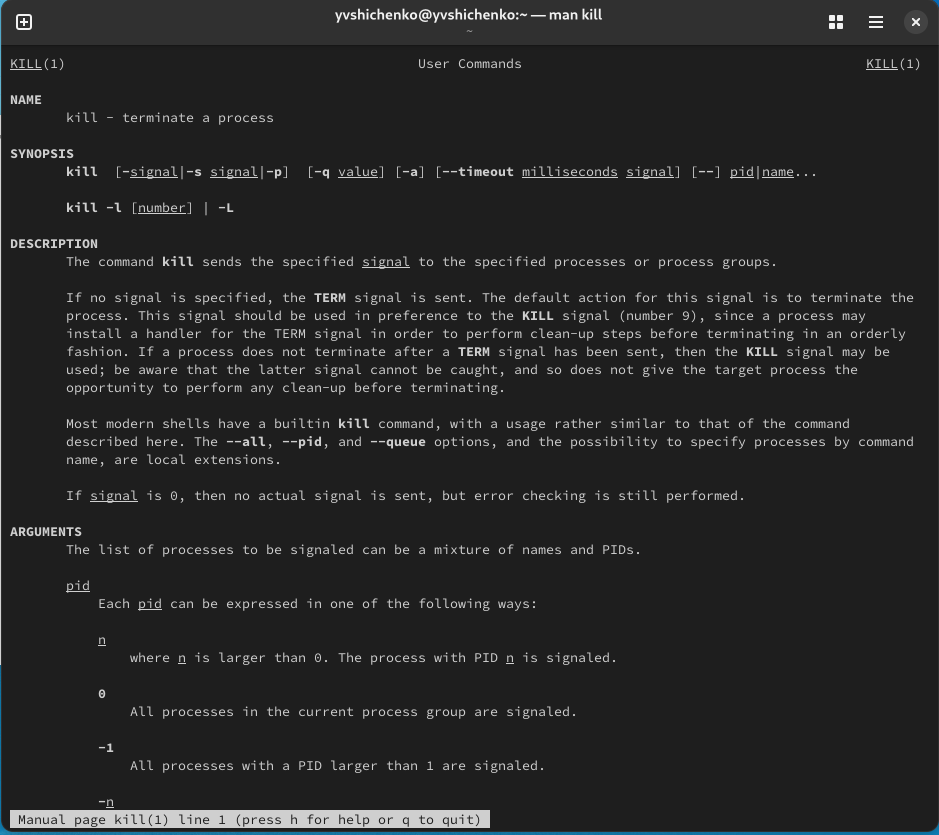 yvshichenko@yvshichenko:~ — man kill
~
KILL(1) User Commands KILL(1)
NAME
kill - terminate a process
SYNOPSIS
kill [-signal|-s signal|-p] [-q value] [-a] [--timeout milliseconds signal] [--] pid|name...
kill -l [number] | -L
DESCRIPTION
The command kill sends the specified signal to the specified processes or process groups.
If no signal is specified, the TERM signal is sent. The default action for this signal is to terminate the
process. This signal should be used in preference to the KILL signal (number 9), since a process may
install a handler for the TERM signal in order to perform clean-up steps before terminating in an orderly
fashion. If a process does not terminate after a TERM signal has been sent, then the KILL signal may be
used; be aware that the latter signal cannot be caught, and so does not give the target process the
opportunity to perform any clean-up before terminating.
Most modern shells have a builtin kill command, with a usage rather similar to that of the command
described here. The --all, --pid, and --queue options, and the possibility to specify processes by command
name, are local extensions.
If signal is 0, then no actual signal is sent, but error checking is still performed.
ARGUMENTS
The list of processes to be signaled can be a mixture of names and PIDs.
pid
Each pid can be expressed in one of the following ways:
n
where n is larger than 0. The process with PID n is signaled.
0
All processes in the current process group are signaled.
-1
All processes with a PID larger than 1 are signaled.
-n
Manual page kill(1) line 1 (press h for help or q to quit)